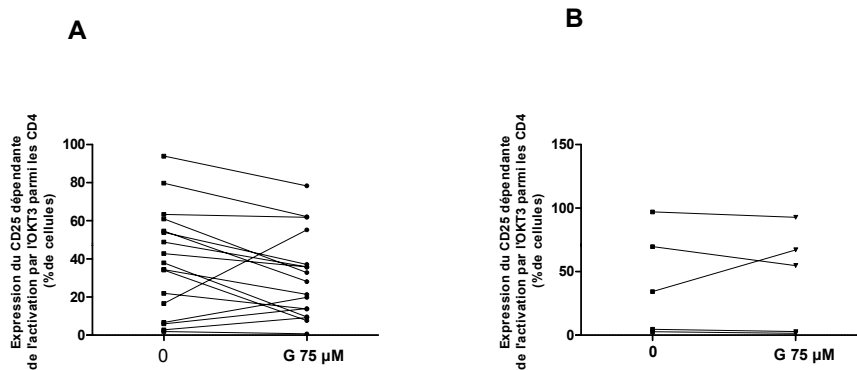 A
Expression du CD25 dépendante
de l'activation par l'OKT3 parmi les CD4
(% de cellules)
100
80
60
40
20
0
0
G 75 µM
B
Expression du CD25 dépendante
de l'activation par l'OKT3 parmi les CD4
(% de cellules)
150
100
50
0
0
G 75 µM